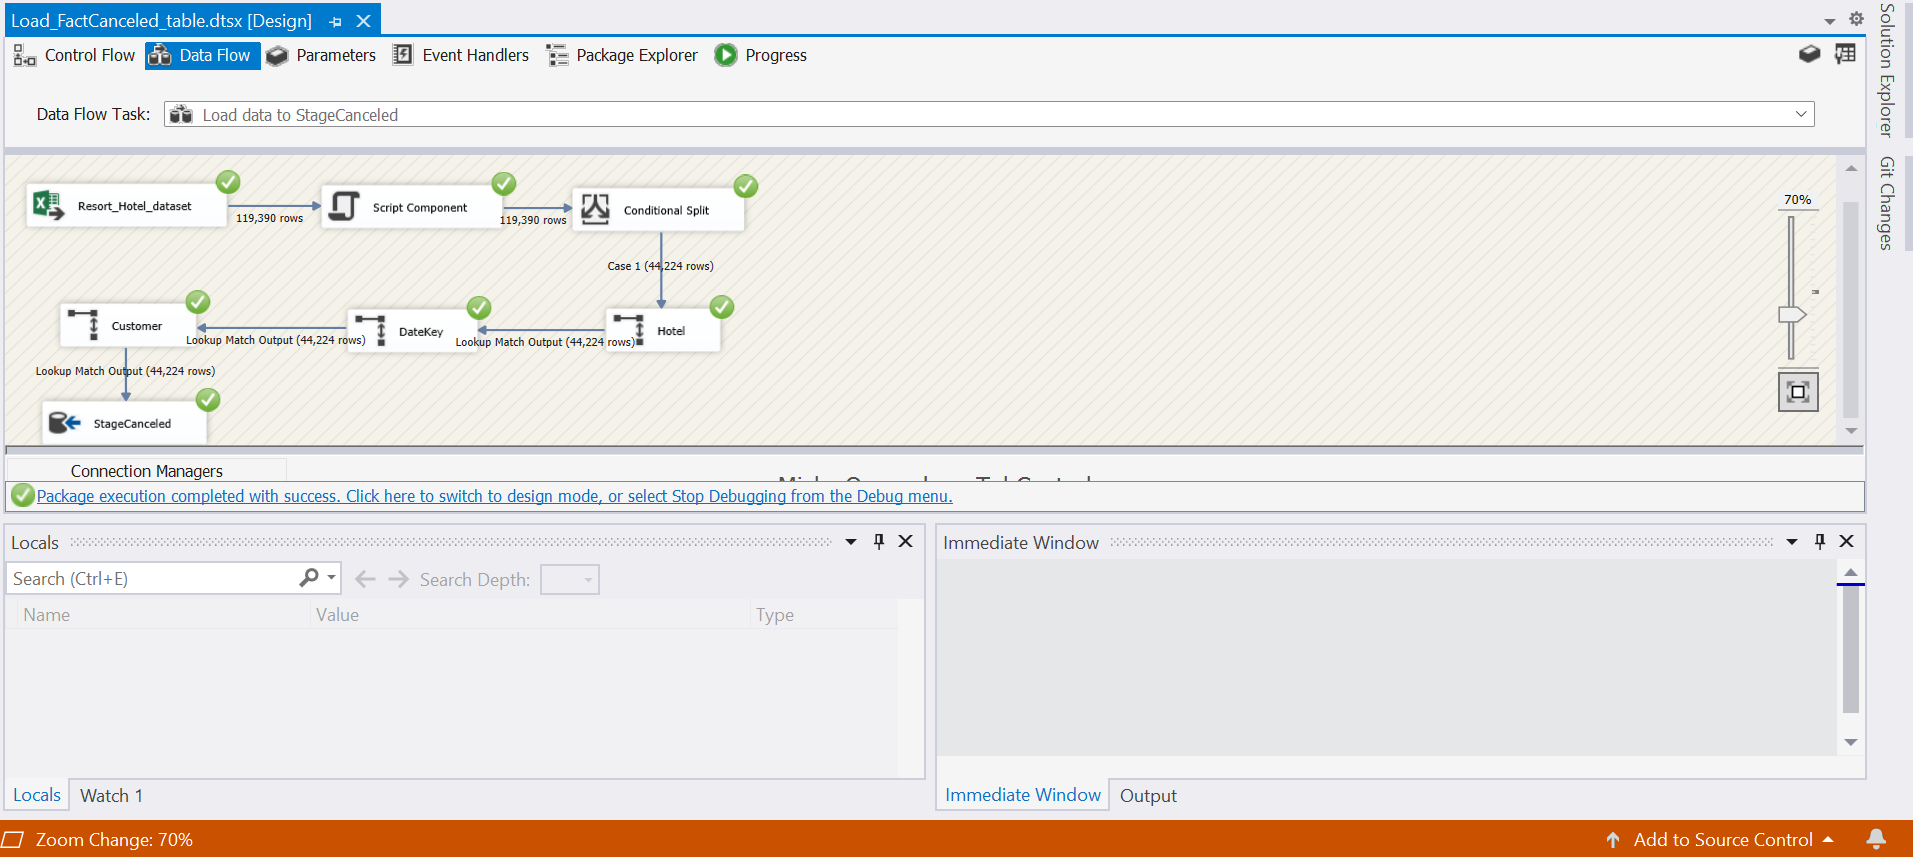 Load_FactCanceled_table.dtsx [Design]
Control Flow
Data Flow
Parameters
Event Handlers
Package Explorer
Progress
Solution Explorer
Git Changes
Data Flow Task:
Load data to StageCanceled
Resort_Hotel_dataset
119,390 rows
Script Component
119,390 rows
Conditional Split
70%
Case 1 (44,224 rows)
Customer
Lookup Match Output (44,224 rows)
DateKey
Lookup Match Output (44,224 rows)
Hotel
Lookup Match Output (44,224 rows)
StageCanceled
Connection Managers
Package execution completed with success. Click here to switch to design mode, or select Stop Debugging from the Debug menu.
Locals
Search (Ctrl+E)
Search Depth:
Name
Value
Type
Locals
Watch 1
Immediate Window
Immediate Window
Output
Zoom Change: 70%
Add to Source Control